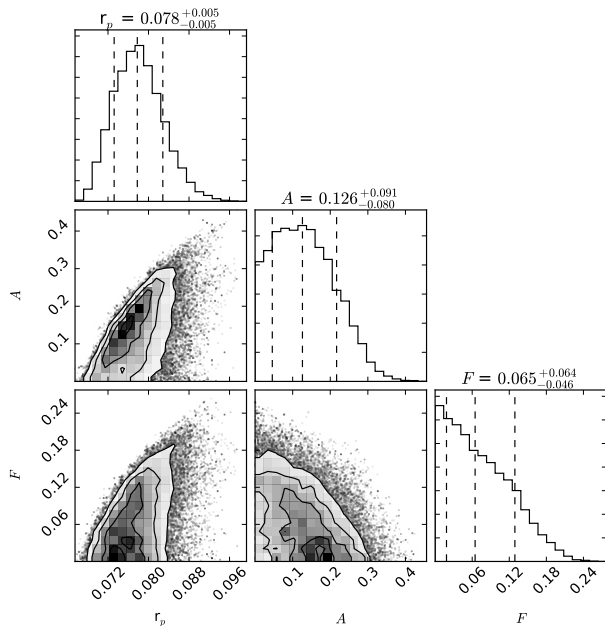 r_p = 0.078^{+0.005}_{-0.005}
A = 0.126^{+0.091}_{-0.080}
A
0.4
0.3
0.2
0.1
F = 0.065^{+0.064}_{-0.046}
F
0.24
0.18
0.12
0.06
0.072 0.080 0.088 0.096
0.1 0.2 0.3 0.4
0.06 0.12 0.18 0.24
r_p
A
F